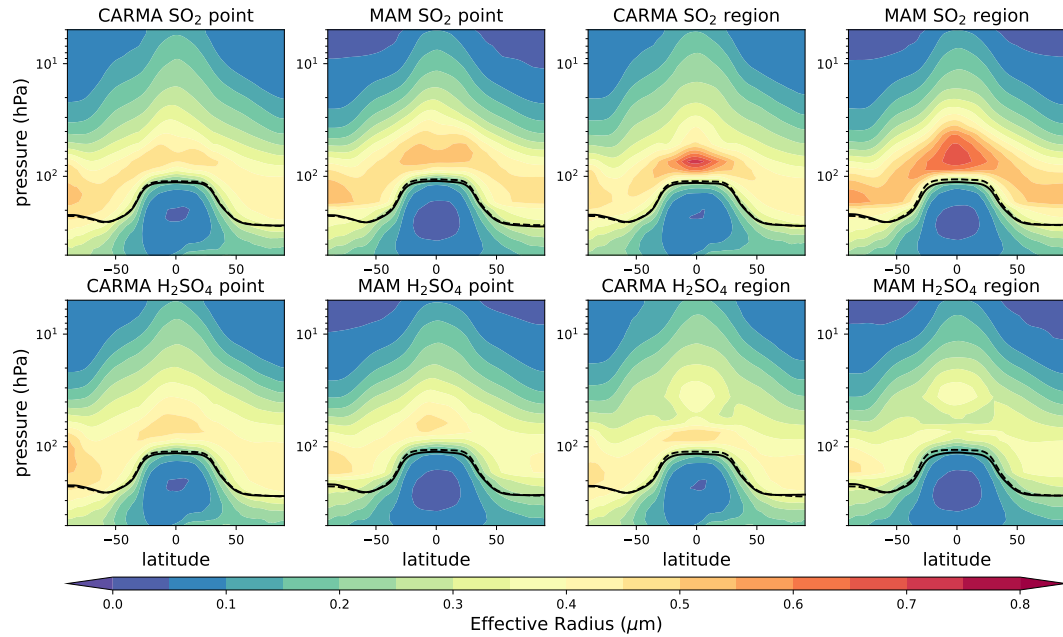 CARMA SO₂ point
MAM SO₂ point
CARMA SO₂ region
MAM SO₂ region
pressure (hPa)
10¹
10²
10¹
10²
10¹
10²
10¹
10²
−50 0 50
−50 0 50
−50 0 50
−50 0 50
CARMA H₂SO₄ point
MAM H₂SO₄ point
CARMA H₂SO₄ region
MAM H₂SO₄ region
pressure (hPa)
10¹
10²
10¹
10²
10¹
10²
10¹
10²
−50 0 50
−50 0 50
−50 0 50
−50 0 50
latitude
latitude
latitude
latitude
0.0 0.1 0.2 0.3 0.4 0.5 0.6 0.7 0.8
Effective Radius (μm)